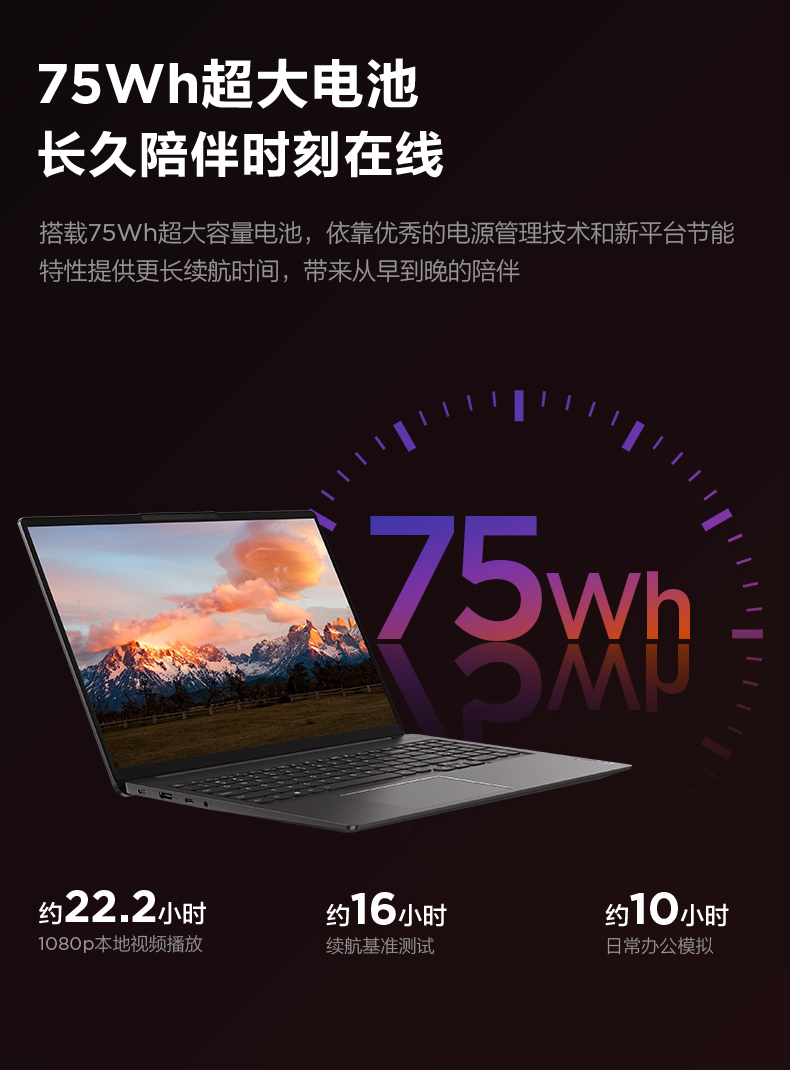 75Wh超大电池
长久陪伴时刻在线
搭载75Wh超大容量电池，依靠优秀的电源管理技术和新平台节能
特性提供更长续航时间，带来从早到晚的陪伴
75Wh
约22.2小时
1080p本地视频播放
约16小时
续航基准测试
约10小时
日常办公模拟